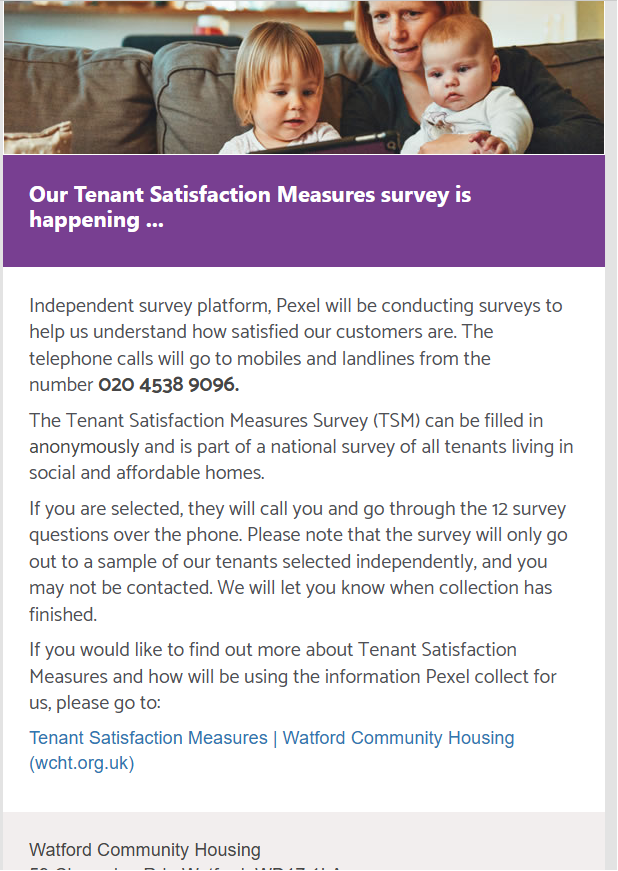 Our Tenant Satisfaction Measures survey is
happening ...
Independent survey platform, Pexel will be conducting surveys to
help us understand how satisfied our customers are. The
telephone calls will go to mobiles and landlines from the
number 020 4538 9096.
The Tenant Satisfaction Measures Survey (TSM) can be filled in
anonymously and is part of a national survey of all tenants living in
social and affordable homes.
If you are selected, they will call you and go through the 12 survey
questions over the phone. Please note that the survey will only go
out to a sample of our tenants selected independently, and you
may not be contacted. We will let you know when collection has
finished.
If you would like to find out more about Tenant Satisfaction
Measures and how will be using the information Pexel collect for
us, please go to:
Tenant Satisfaction Measures | Watford Community Housing
(wcht.org.uk)
Watford Community Housing